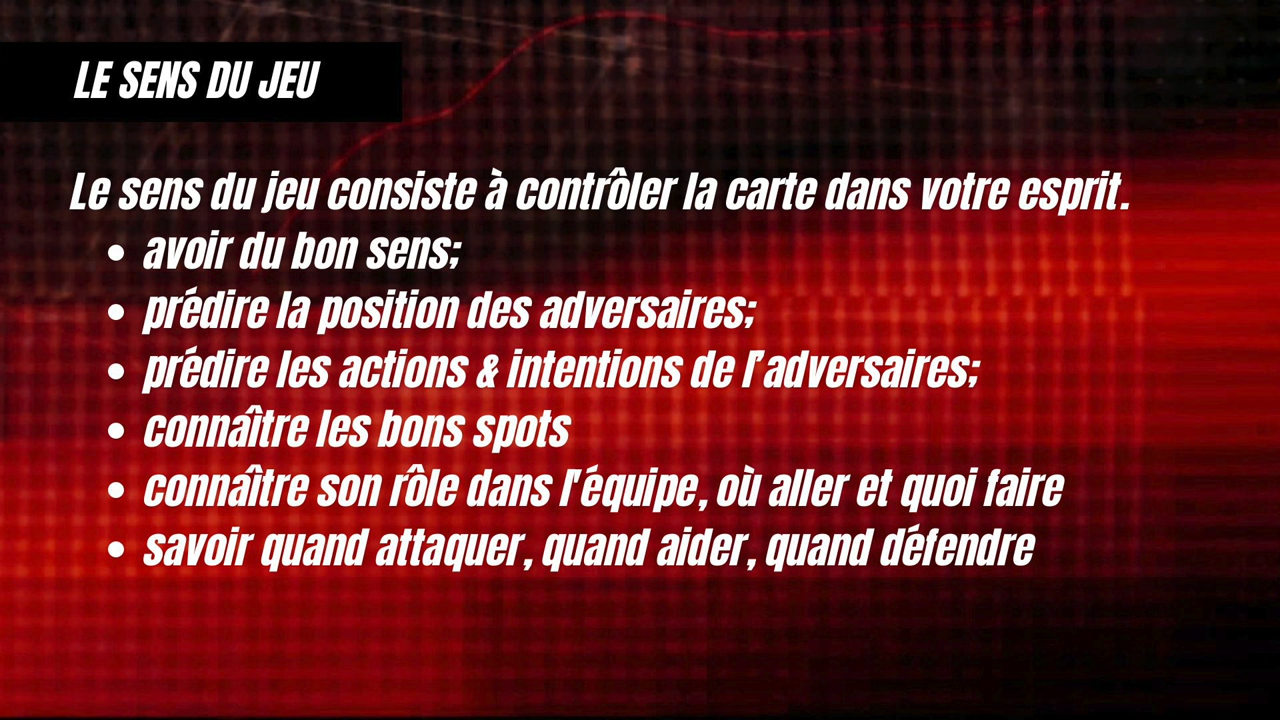 LE SENS DU JEU
Le sens du jeu consiste à contrôler la carte dans votre esprit.
• avoir du bon sens;
• prédire la position des adversaires;
• prédire les actions & intentions de l'adversaires;
• connaître les bons spots
• connaître son rôle dans l'équipe, où aller et quoi faire
• savoir quand attaquer, quand aider, quand défendre